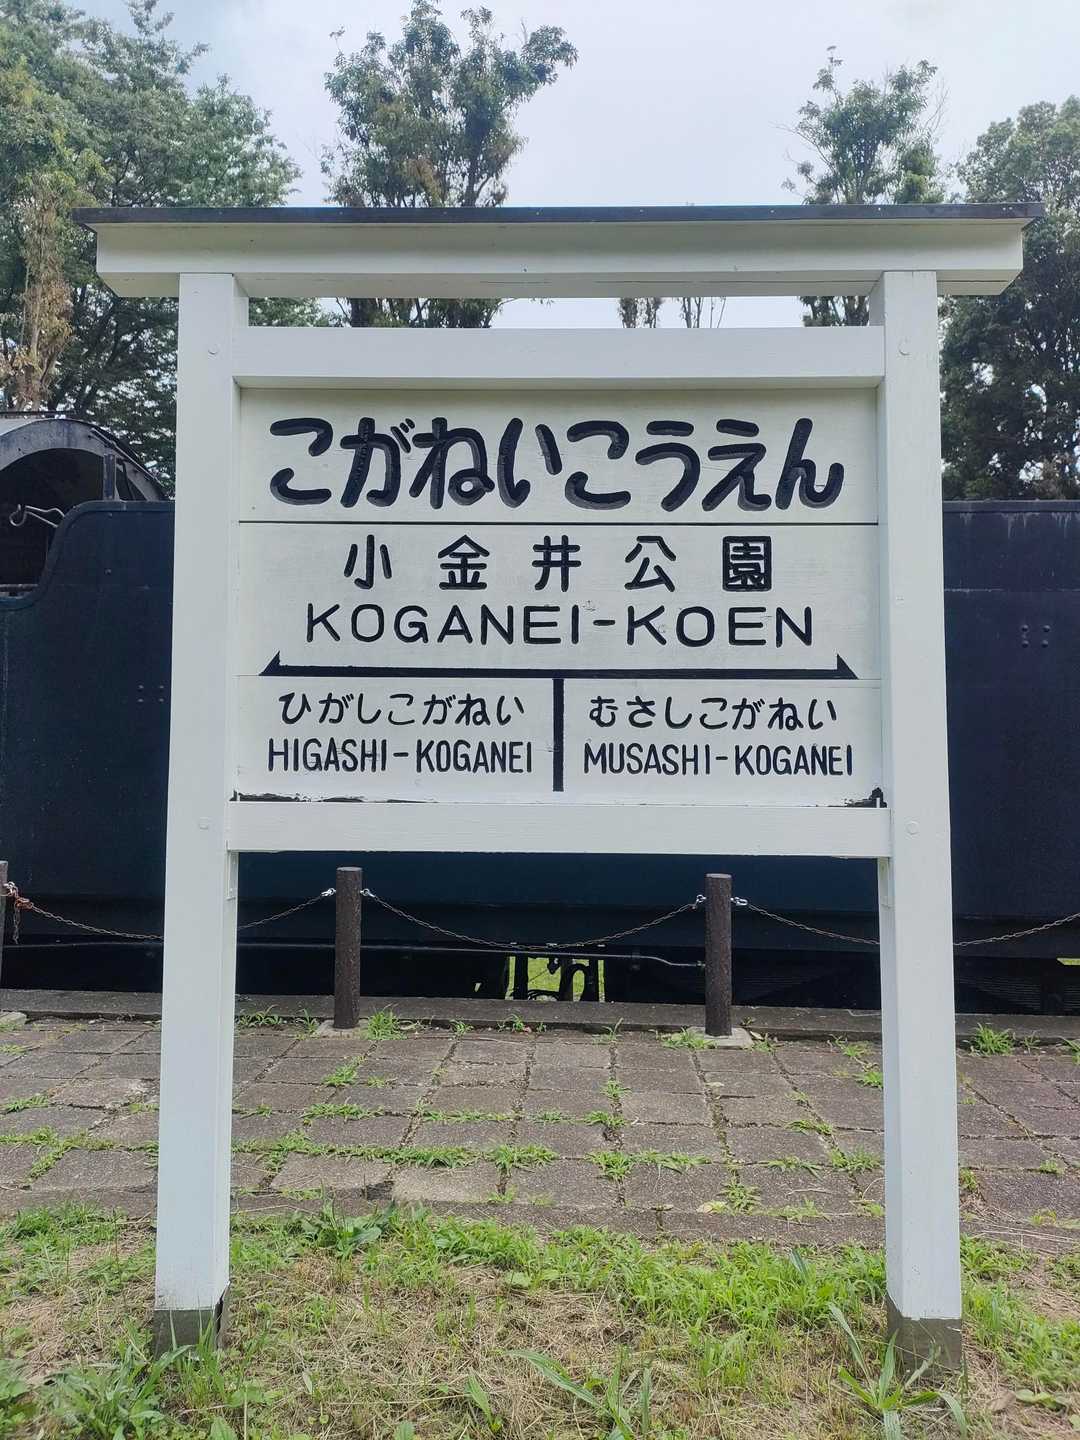 こがねいこうえん
小金井公園
KOGANEI-KOEN
ひがしこがねい
HIGASHI-KOGANEI
むさしこがねい
MUSASHI-KOGANEI